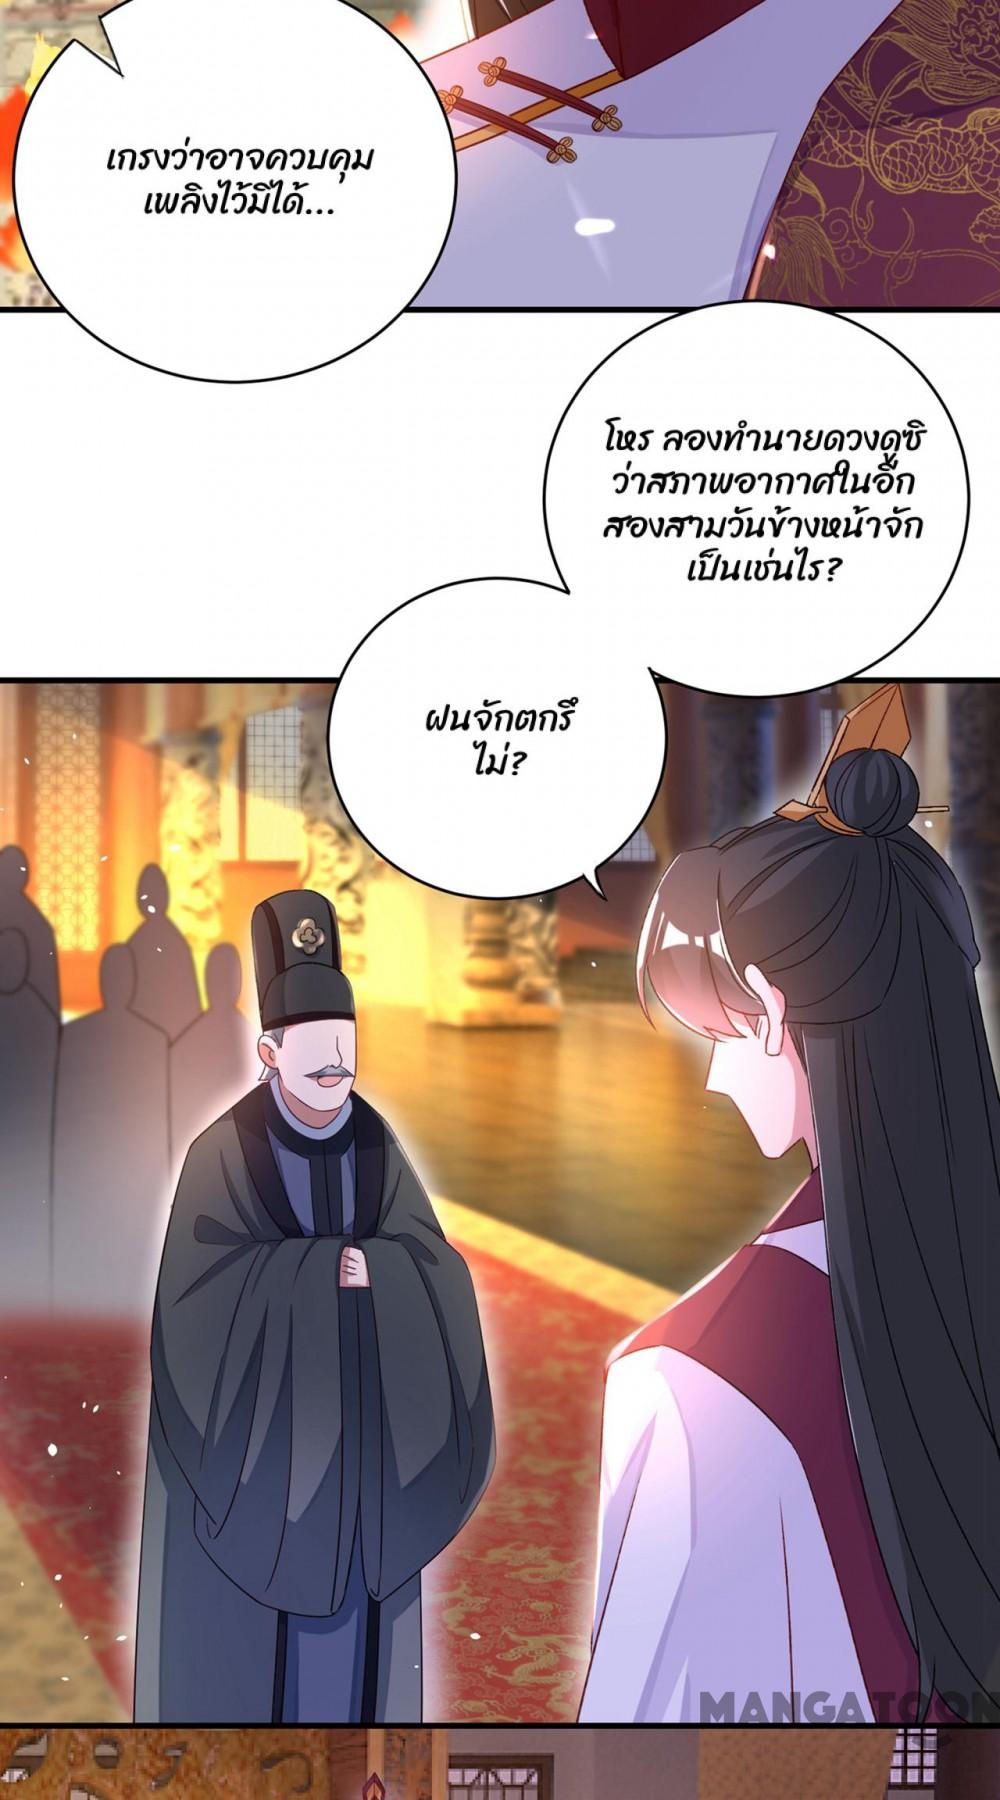 เกรงว่าอาจควบคุม
เพลิงไว้มิได้...
โหร ลองทำนายดวงดูซิ
ว่าสภาพอากาศในอีก
สองสามวันข้างหน้าจัก
เป็นเช่นไร?
ฝนจักตกรึ
ไม่?
MANGATOON